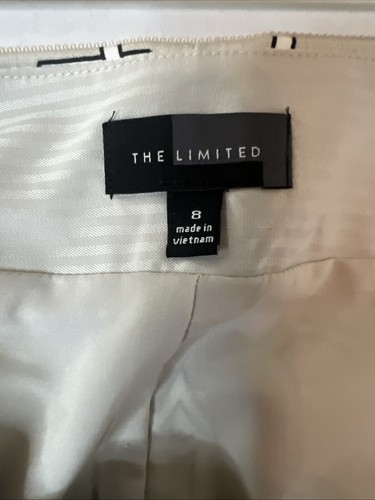 THE LIMITED
8
made in
vietnam